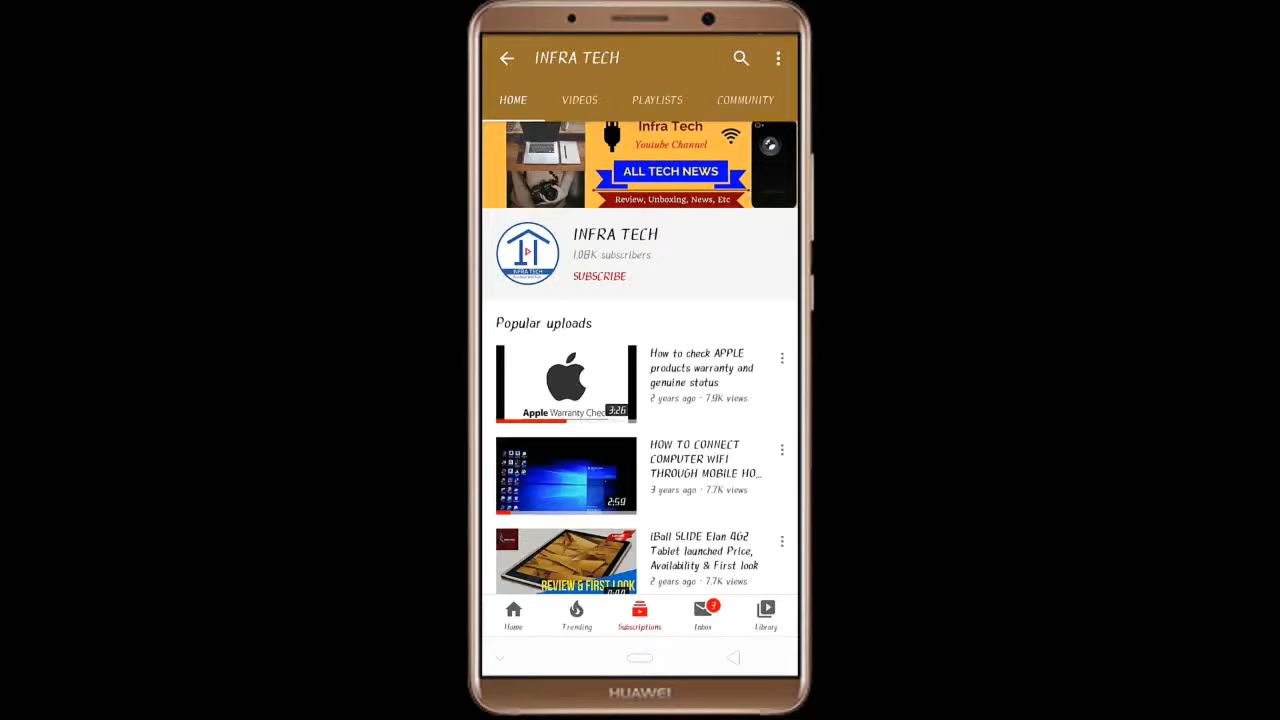 INFRA TECH
HOME VIDEOS PLAYLISTS COMMUNITY
Infra Tech
Youtube Channel
ALL TECH NEWS
Review, Unboxing, News, Etc
INFRA TECH
1.08K subscribers
SUBSCRIBE
INFRA TECH
Popular uploads
How to check APPLE
products warranty and
genuine status
2 years ago · 7.9K views
Apple Warranty Chec
3:26
HOW TO CONNECT
COMPUTER WIFI
THROUGH MOBILE HO...
3 years ago · 7.7K views
2:59
iBall SLIDE Elan 4G2
Tablet launched Price,
Availability & First look
2 years ago · 7.7K views
REVIEW & FIRST LOOK
Home Trending Subscriptions Inbox Library
HUAWEI